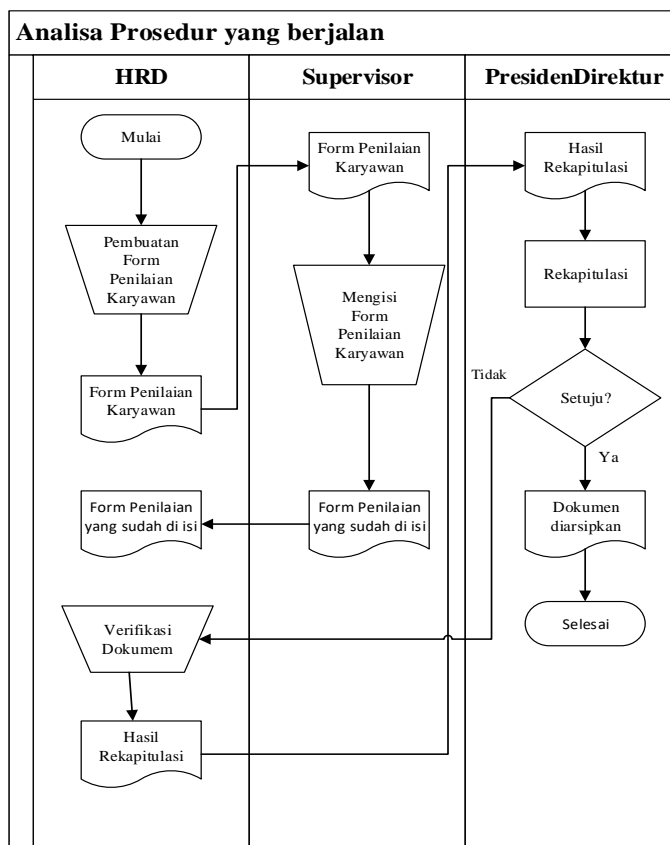 Analisa Prosedur yang berjalan
HRD
Supervisor
PresidenDirektur
Mulai
Pembuatan
Form
Penilaian
Karyawan
Form Penilaian
Karyawan
Form Penilaian
yang sudah di isi
Verifikasi
Dokumem
Hasil
Rekapitulasi
Form Penilaian
Karyawan
Mengisi
Form
Penilaian
Karyawan
Form Penilaian
yang sudah di isi
Hasil
Rekapitulasi
Rekapitulasi
Tidak
Setuju?
Ya
Dokumen
diarsipkan
Selesai